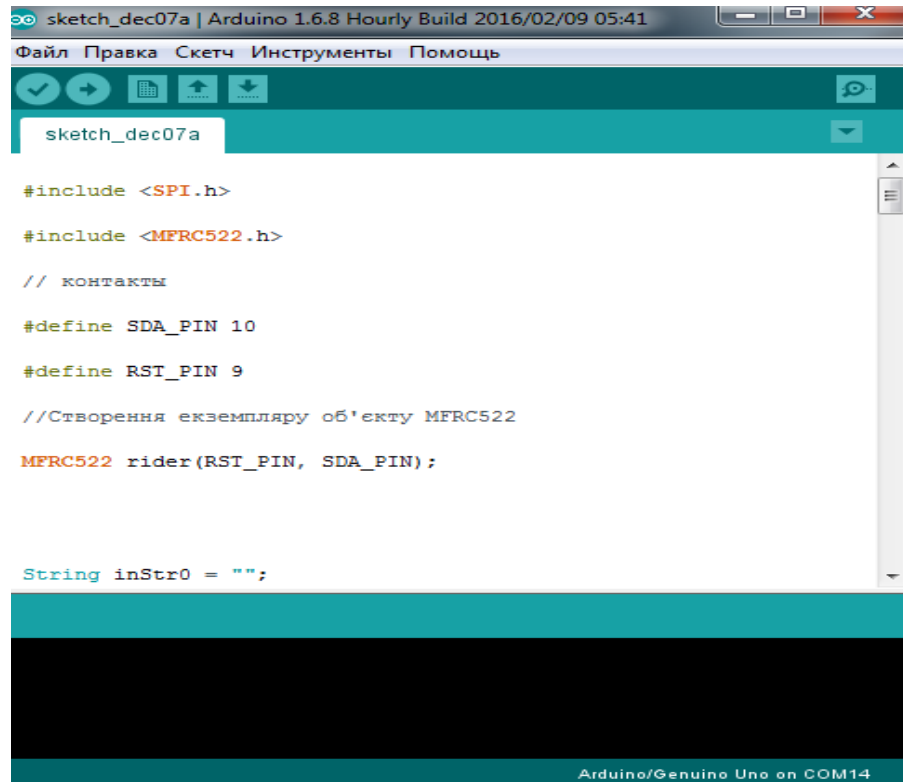 sketch_dec07a | Arduino 1.6.8 Hourly Build 2016/02/09 05:41
Файл Правка Скетч Инструменты Помощь
sketch_dec07a
#include <SPI.h>
#include <MFRC522.h>
// контакты
#define SDA_PIN 10
#define RST_PIN 9
//Створення екземпляру об'єкту MFRC522
MFRC522 rider(RST_PIN, SDA_PIN);
String inStr0 = "";
Arduino/Genuino Uno on COM14